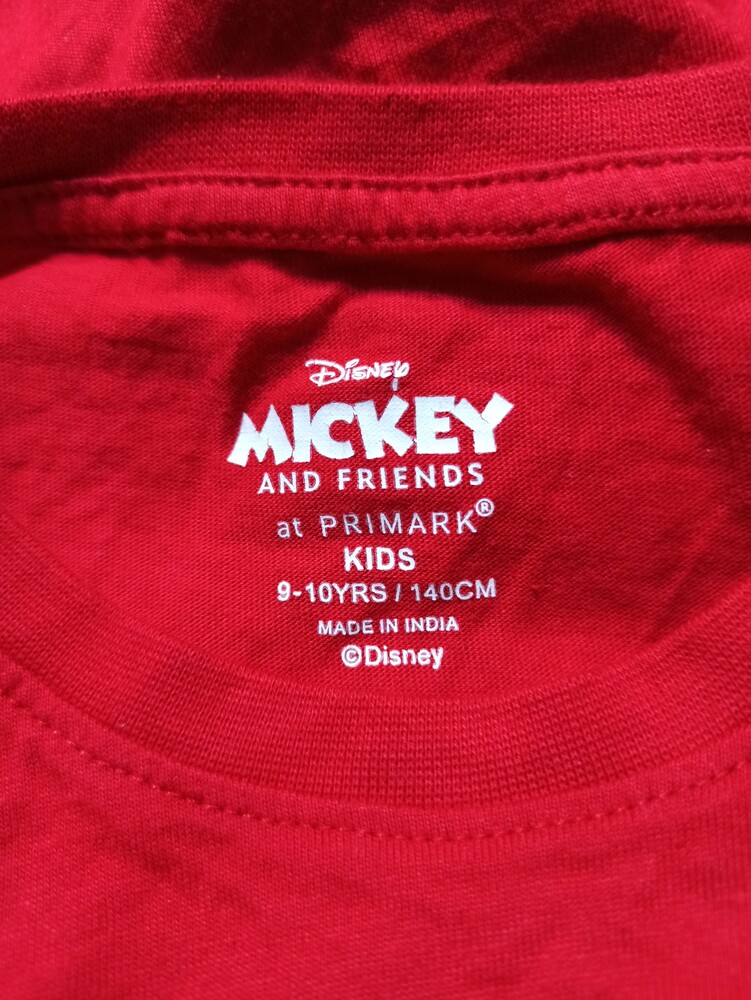 Disney
MICKEY
AND FRIENDS
at PRIMARK®
KIDS
9-10YRS / 140CM
MADE IN INDIA
©Disney